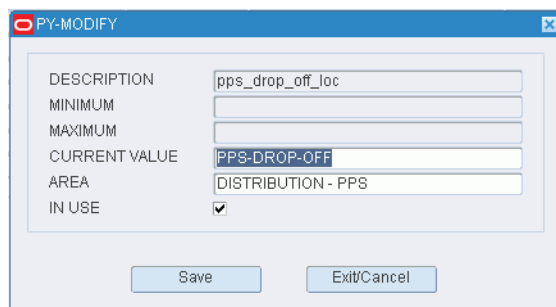 PY-MODIFY
DESCRIPTION pps_drop_off_loc
MINIMUM
MAXIMUM
CURRENT VALUE PPS-DROP-OFF
AREA DISTRIBUTION - PPS
IN USE
Save Exit/Cancel